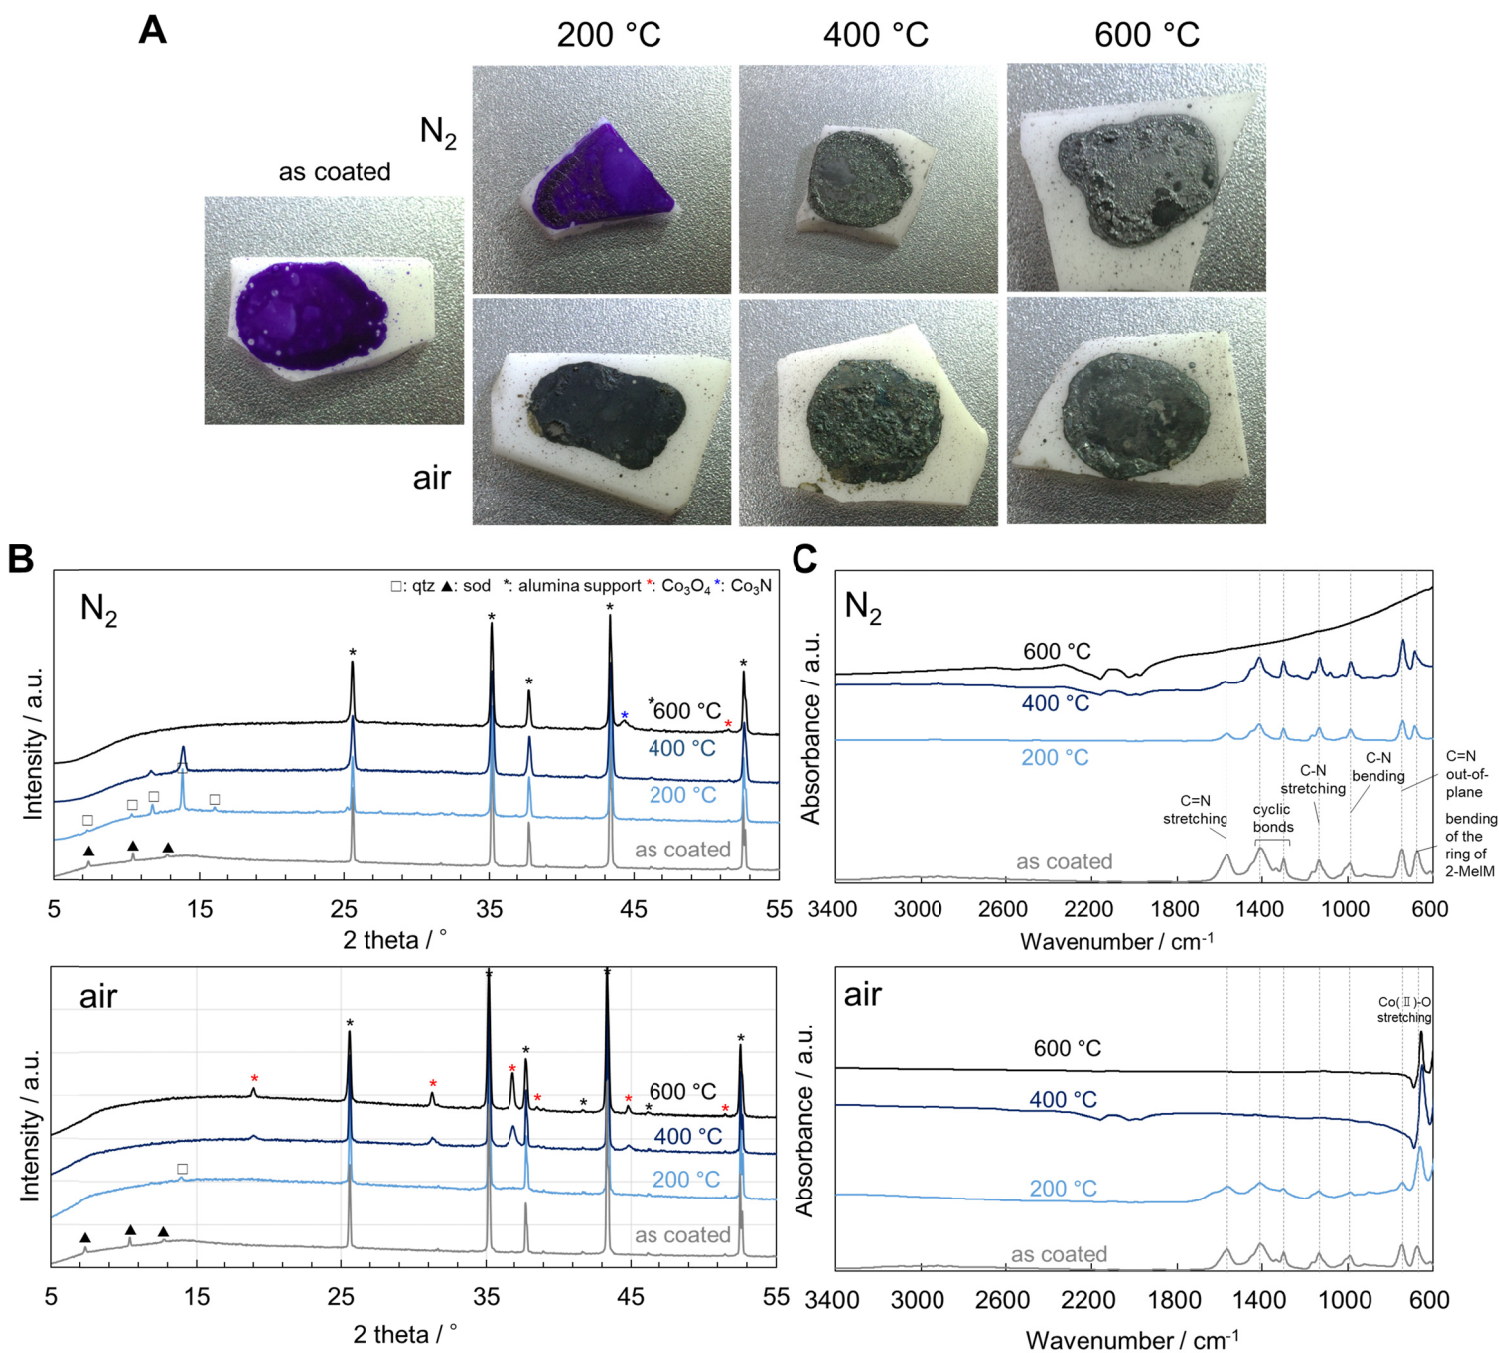 A
200 °C
400 °C
600 °C
N2
as coated
air
B
N2
□: qtz ▲: sod *: alumina support *: Co3O4 *: Co3N
*
*
*
*
*
*600 °C
*
*
400 °C
200 °C
as coated
Intensity / a.u.
5 15 25 35 45 55
2 theta / °
air
*
*
*
*
*
*
*
*
*
*
*
*
*
600 °C
400 °C
200 °C
as coated
Intensity / a.u.
5 15 25 35 45 55
2 theta / °
C
N2
600 °C
400 °C
200 °C
C=N
stretching
cyclic
bonds
C-N
stretching
C-N
bending
C=N
out-of-
plane
bending
of the
ring of
2-MeIM
as coated
Absorbance / a.u.
3400 3000 2600 2200 1800 1400 1000 600
Wavenumber / cm-1
air
Co(Ⅱ)-O
stretching
600 °C
400 °C
200 °C
as coated
Absorbance / a.u.
3400 3000 2600 2200 1800 1400 1000 600
Wavenumber / cm-1